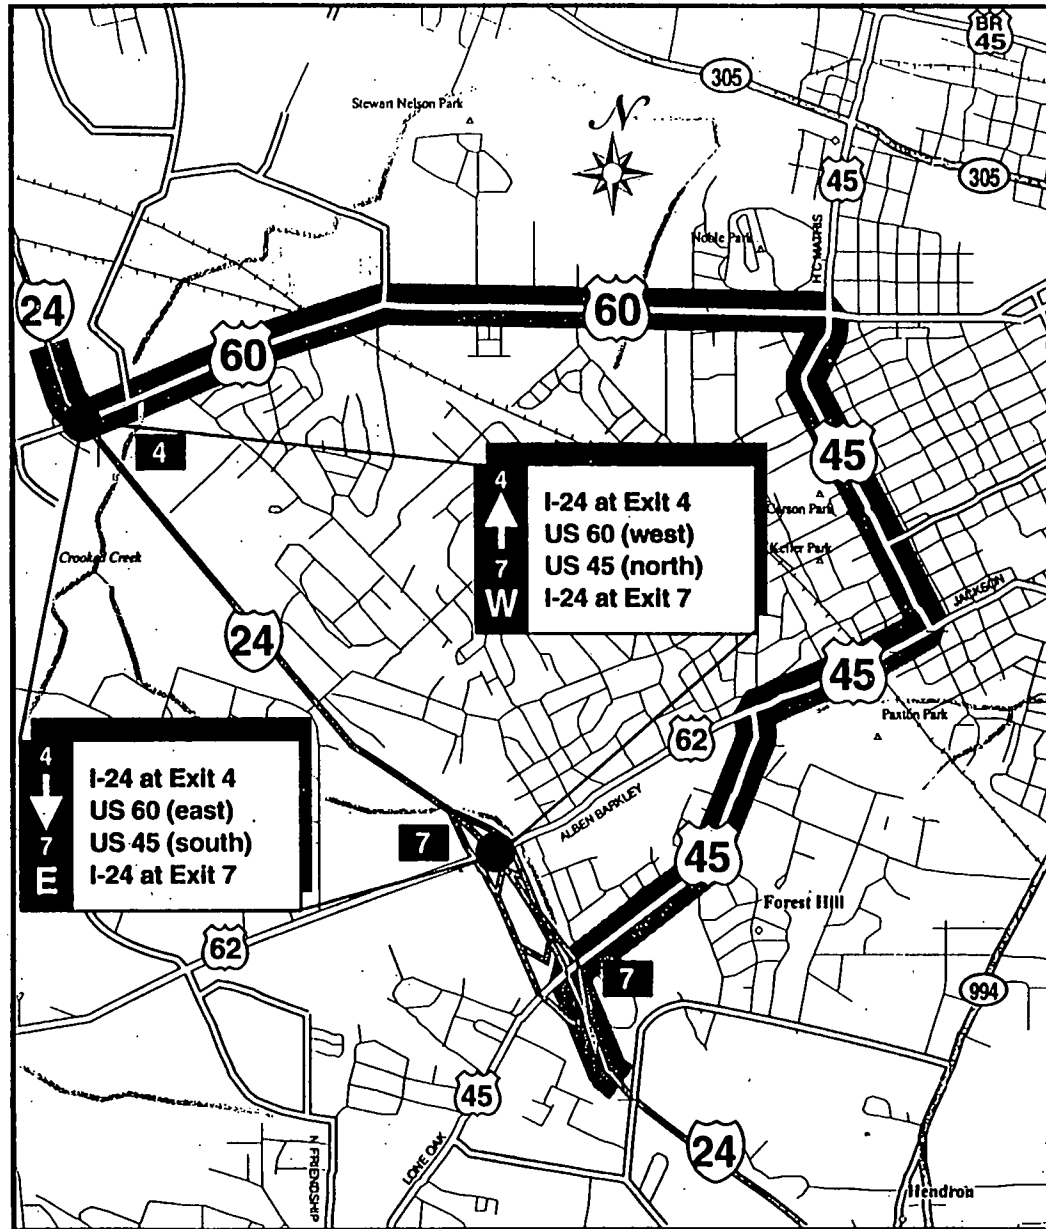 BR
45
305
Stewart Nelson Park
N
305
45
Noble Park
H C MATHIS
24
60
60
45
4
4
7
W
I-24 at Exit 4
US 60 (west)
US 45 (north)
I-24 at Exit 7
Carson Park
Keiler Park
Crooked Creek
JACKSON
24
45
62
Paxton Park
4
7
E
I-24 at Exit 4
US 60 (east)
US 45 (south)
I-24 at Exit 7
7
ALBEN BARKLEY
45
Forest Hill
62
7
994
45
LONE OAK
N FRIENDSHIP
24
Hendron